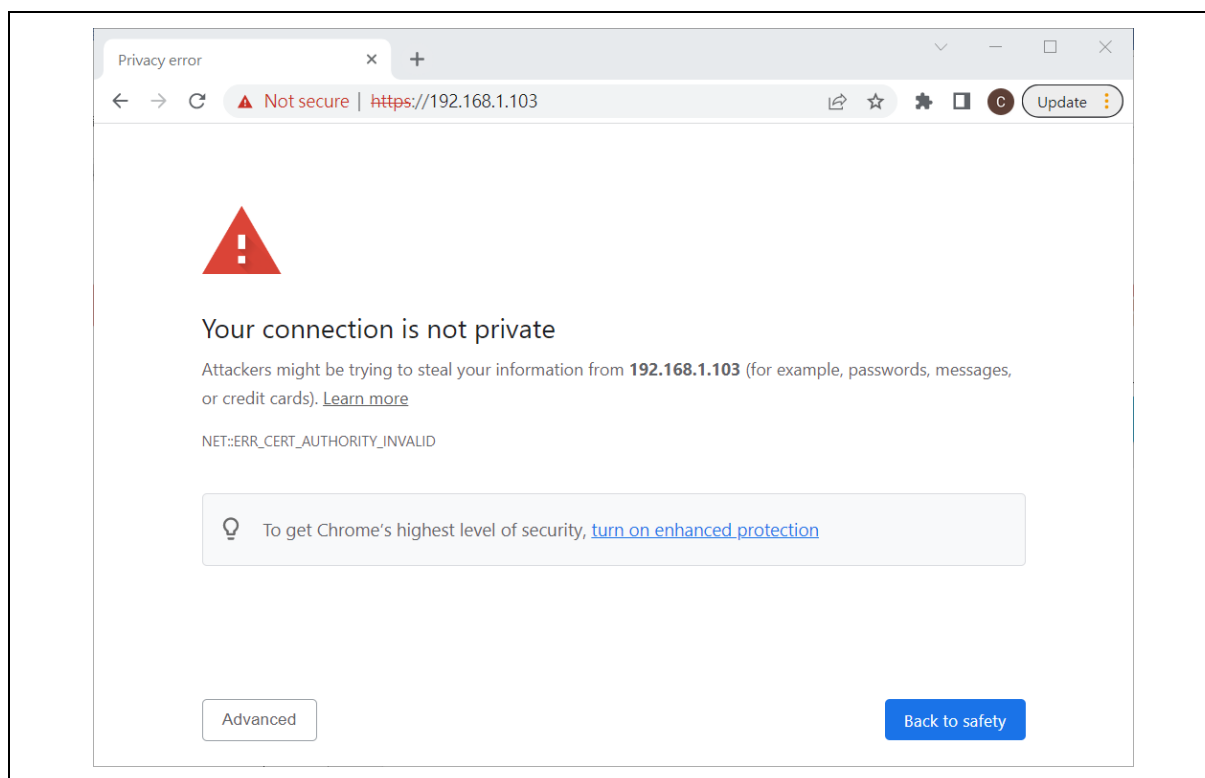 Privacy error
Not secure | https://192.168.1.103
C
Update
Your connection is not private
Attackers might be trying to steal your information from 192.168.1.103 (for example, passwords, messages,
or credit cards). Learn more
NET::ERR_CERT_AUTHORITY_INVALID
To get Chrome's highest level of security, turn on enhanced protection
Advanced
Back to safety